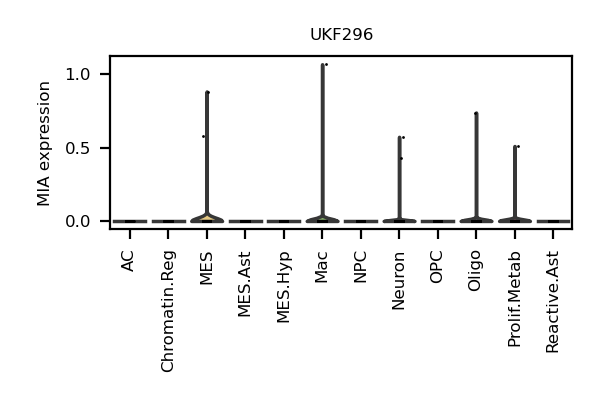 UKF296
MIA expression
1.0
0.5
0.0
AC
Chromatin.Reg
MES
MES.Ast
MES.Hyp
Mac
NPC
Neuron
OPC
Oligo
Prolif.Metab
Reactive.Ast